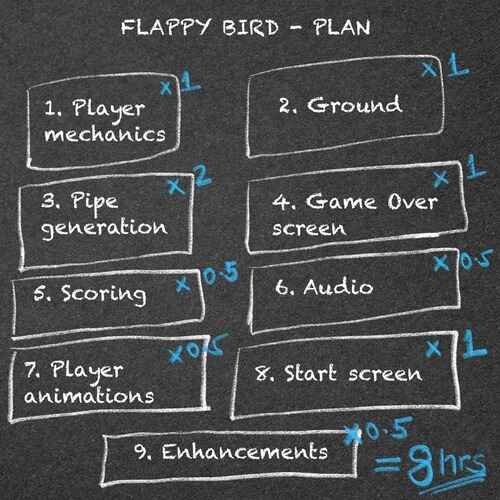 FLAPPY BIRD - PLAN
x 1
1. Player
mechanics
x 1
2. Ground
x 2
3. Pipe
generation
x 1
4. Game Over
screen
x 0.5
5. Scoring
x 0.5
6. Audio
x 0.5
7. Player
animations
x 1
8. Start screen
x 0.5
9. Enhancements
= 8 hrs